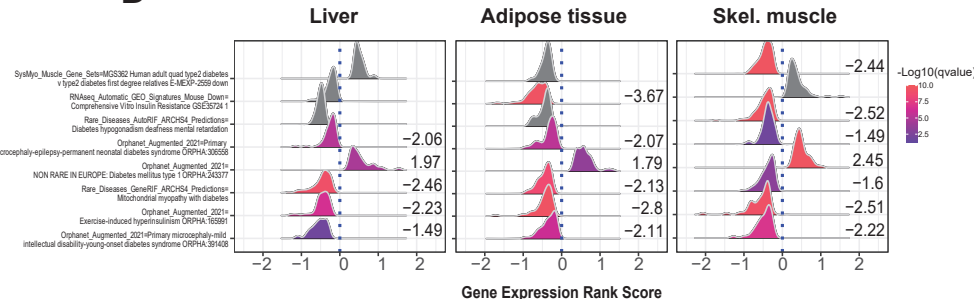 Liver
Adipose tissue
Skel. muscle
SysMyo_Muscle_Gene_Sets=MGS362 Human adult quad type2 diabetes
v type2 diabetes first degree relatives E-MEXP-2559 down
RNAseq_Automatic_GEO_Signatures_Mouse_Down=
Comprehensive Vitro Insulin Resistance GSE35724 1
Rare_Diseases_AutoRIF_ARCHS4_Predictions=
Diabetes hypogonadism deafness mental retardation
Orphanet_Augmented_2021=Primary
crocephaly-epilepsy-permanent neonatal diabetes syndrome ORPHA:306558
Orphanet_Augmented_2021=
NON RARE IN EUROPE: Diabetes mellitus type 1 ORPHA:243377
Rare_Diseases_GeneRIF_ARCHS4_Predictions=
Mitochondrial myopathy with diabetes
Orphanet_Augmented_2021=
Exercise-induced hyperinsulinism ORPHA:165991
Orphanet_Augmented_2021=Primary microcephaly-mild
intellectual disability-young-onset diabetes syndrome ORPHA:391408
−2.06
1.97
−2.46
−2.23
−1.49
−3.67
−2.07
1.79
−2.13
−2.8
−2.11
−2.44
−2.52
−1.49
2.45
−1.6
−2.51
−2.22
−2 −1 0 1 2
−2 −1 0 1 2
−2 −1 0 1 2
Gene Expression Rank Score
-Log10(qvalue)
10.0
7.5
5.0
2.5